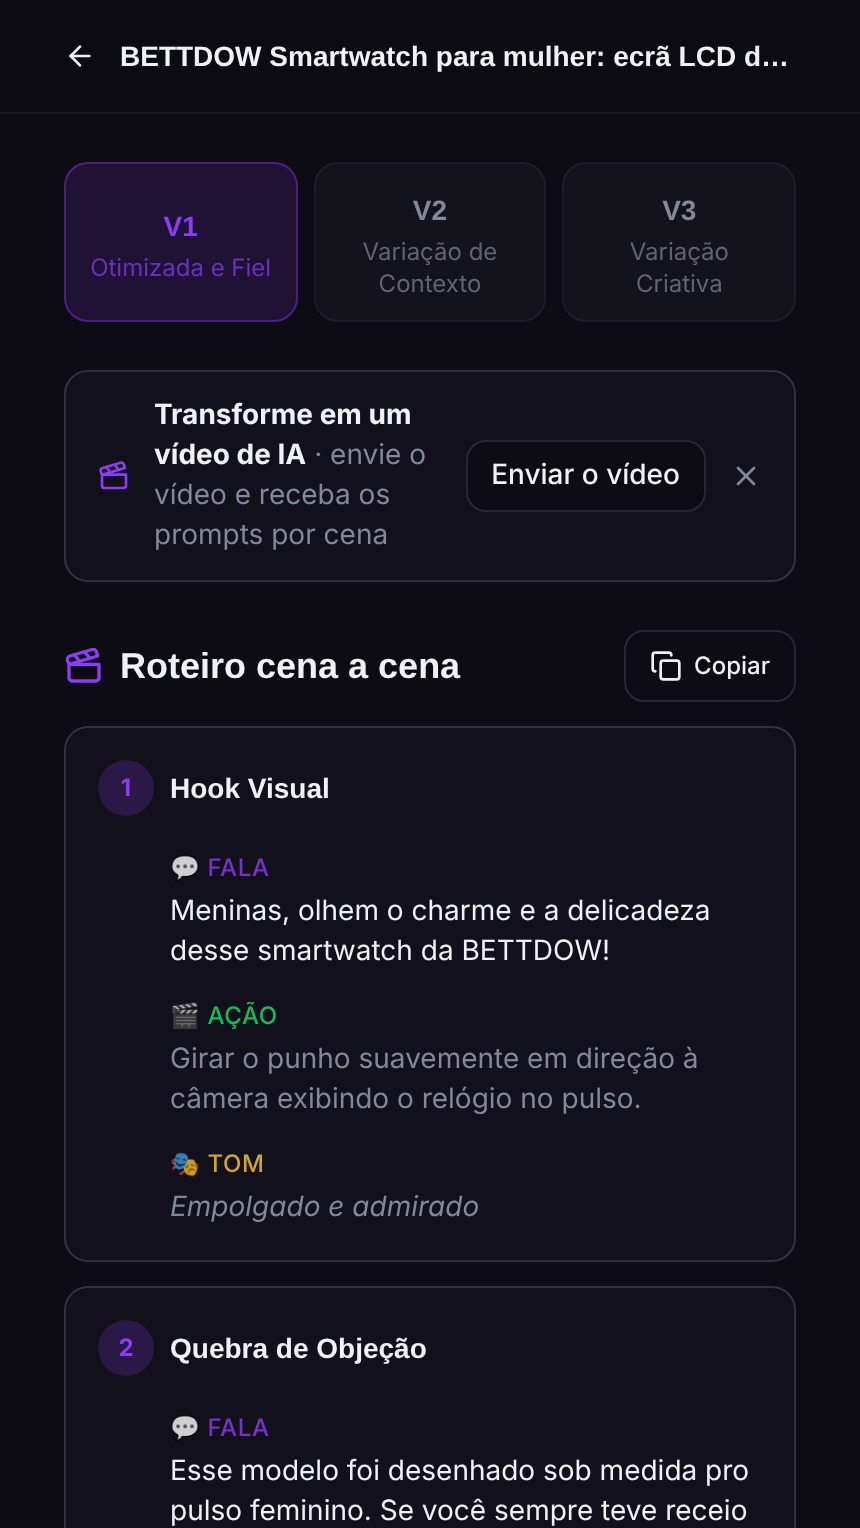 BETTDOW Smartwatch para mulher: ecrã LCD d...
V1
Otimizada e Fiel
V2
Variação de
Contexto
V3
Variação
Criativa
Transforme em um
vídeo de IA · envie o
vídeo e receba os
prompts por cena
Enviar o vídeo
Roteiro cena a cena
Copiar
1
Hook Visual
FALA
Meninas, olhem o charme e a delicadeza
desse smartwatch da BETTDOW!
AÇÃO
Girar o punho suavemente em direção à
câmera exibindo o relógio no pulso.
TOM
Empolgado e admirado
2
Quebra de Objeção
FALA
Esse modelo foi desenhado sob medida pro
pulso feminino. Se você sempre teve receio